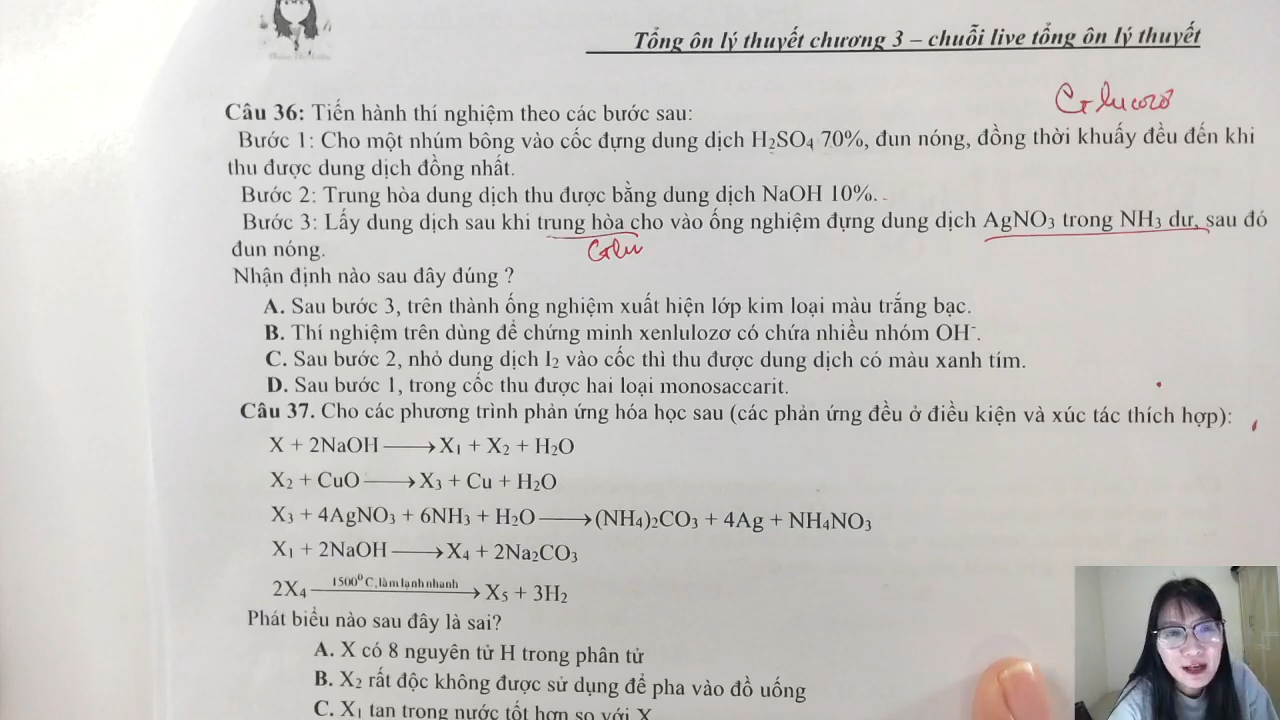 Tổng ôn lý thuyết chương 3 – chuỗi live tổng ôn lý thuyết
Glucozơ
Câu 36: Tiến hành thí nghiệm theo các bước sau:
Bước 1: Cho một nhúm bông vào cốc đựng dung dịch H₂SO₄ 70%, đun nóng, đồng thời khuấy đều đến khi
thu được dung dịch đồng nhất.
Bước 2: Trung hòa dung dịch thu được bằng dung dịch NaOH 10%.
Bước 3: Lấy dung dịch sau khi trung hòa cho vào ống nghiệm đựng dung dịch AgNO₃ trong NH₃ dư, sau đó
đun nóng.
Glu
Nhận định nào sau đây đúng ?
A. Sau bước 3, trên thành ống nghiệm xuất hiện lớp kim loại màu trắng bạc.
B. Thí nghiệm trên dùng để chứng minh xenlulozơ có chứa nhiều nhóm OH⁻.
C. Sau bước 2, nhỏ dung dịch I₂ vào cốc thì thu được dung dịch có màu xanh tím.
D. Sau bước 1, trong cốc thu được hai loại monosaccarit.
Câu 37. Cho các phương trình phản ứng hóa học sau (các phản ứng đều ở điều kiện và xúc tác thích hợp):
X + 2NaOH ⟶ X₁ + X₂ + H₂O
X₂ + CuO ⟶ X₃ + Cu + H₂O
X₃ + 4AgNO₃ + 6NH₃ + H₂O ⟶ (NH₄)₂CO₃ + 4Ag + NH₄NO₃
X₁ + 2NaOH ⟶ X₄ + 2Na₂CO₃
2X₄ 1500⁰C, làm lạnh nhanh ⟶ X₅ + 3H₂
Phát biểu nào sau đây là sai?
A. X có 8 nguyên tử H trong phân tử
B. X₂ rất độc không được sử dụng để pha vào đồ uống
C. X₁ tan trong nước tốt hơn so với X